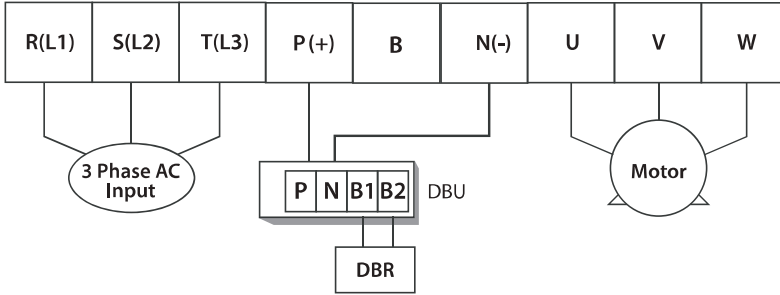 R(L1) S(L2) T(L3) P(+) B N(-) U V W
3 Phase AC
Input
P N B1 B2 DBU
Motor
DBR